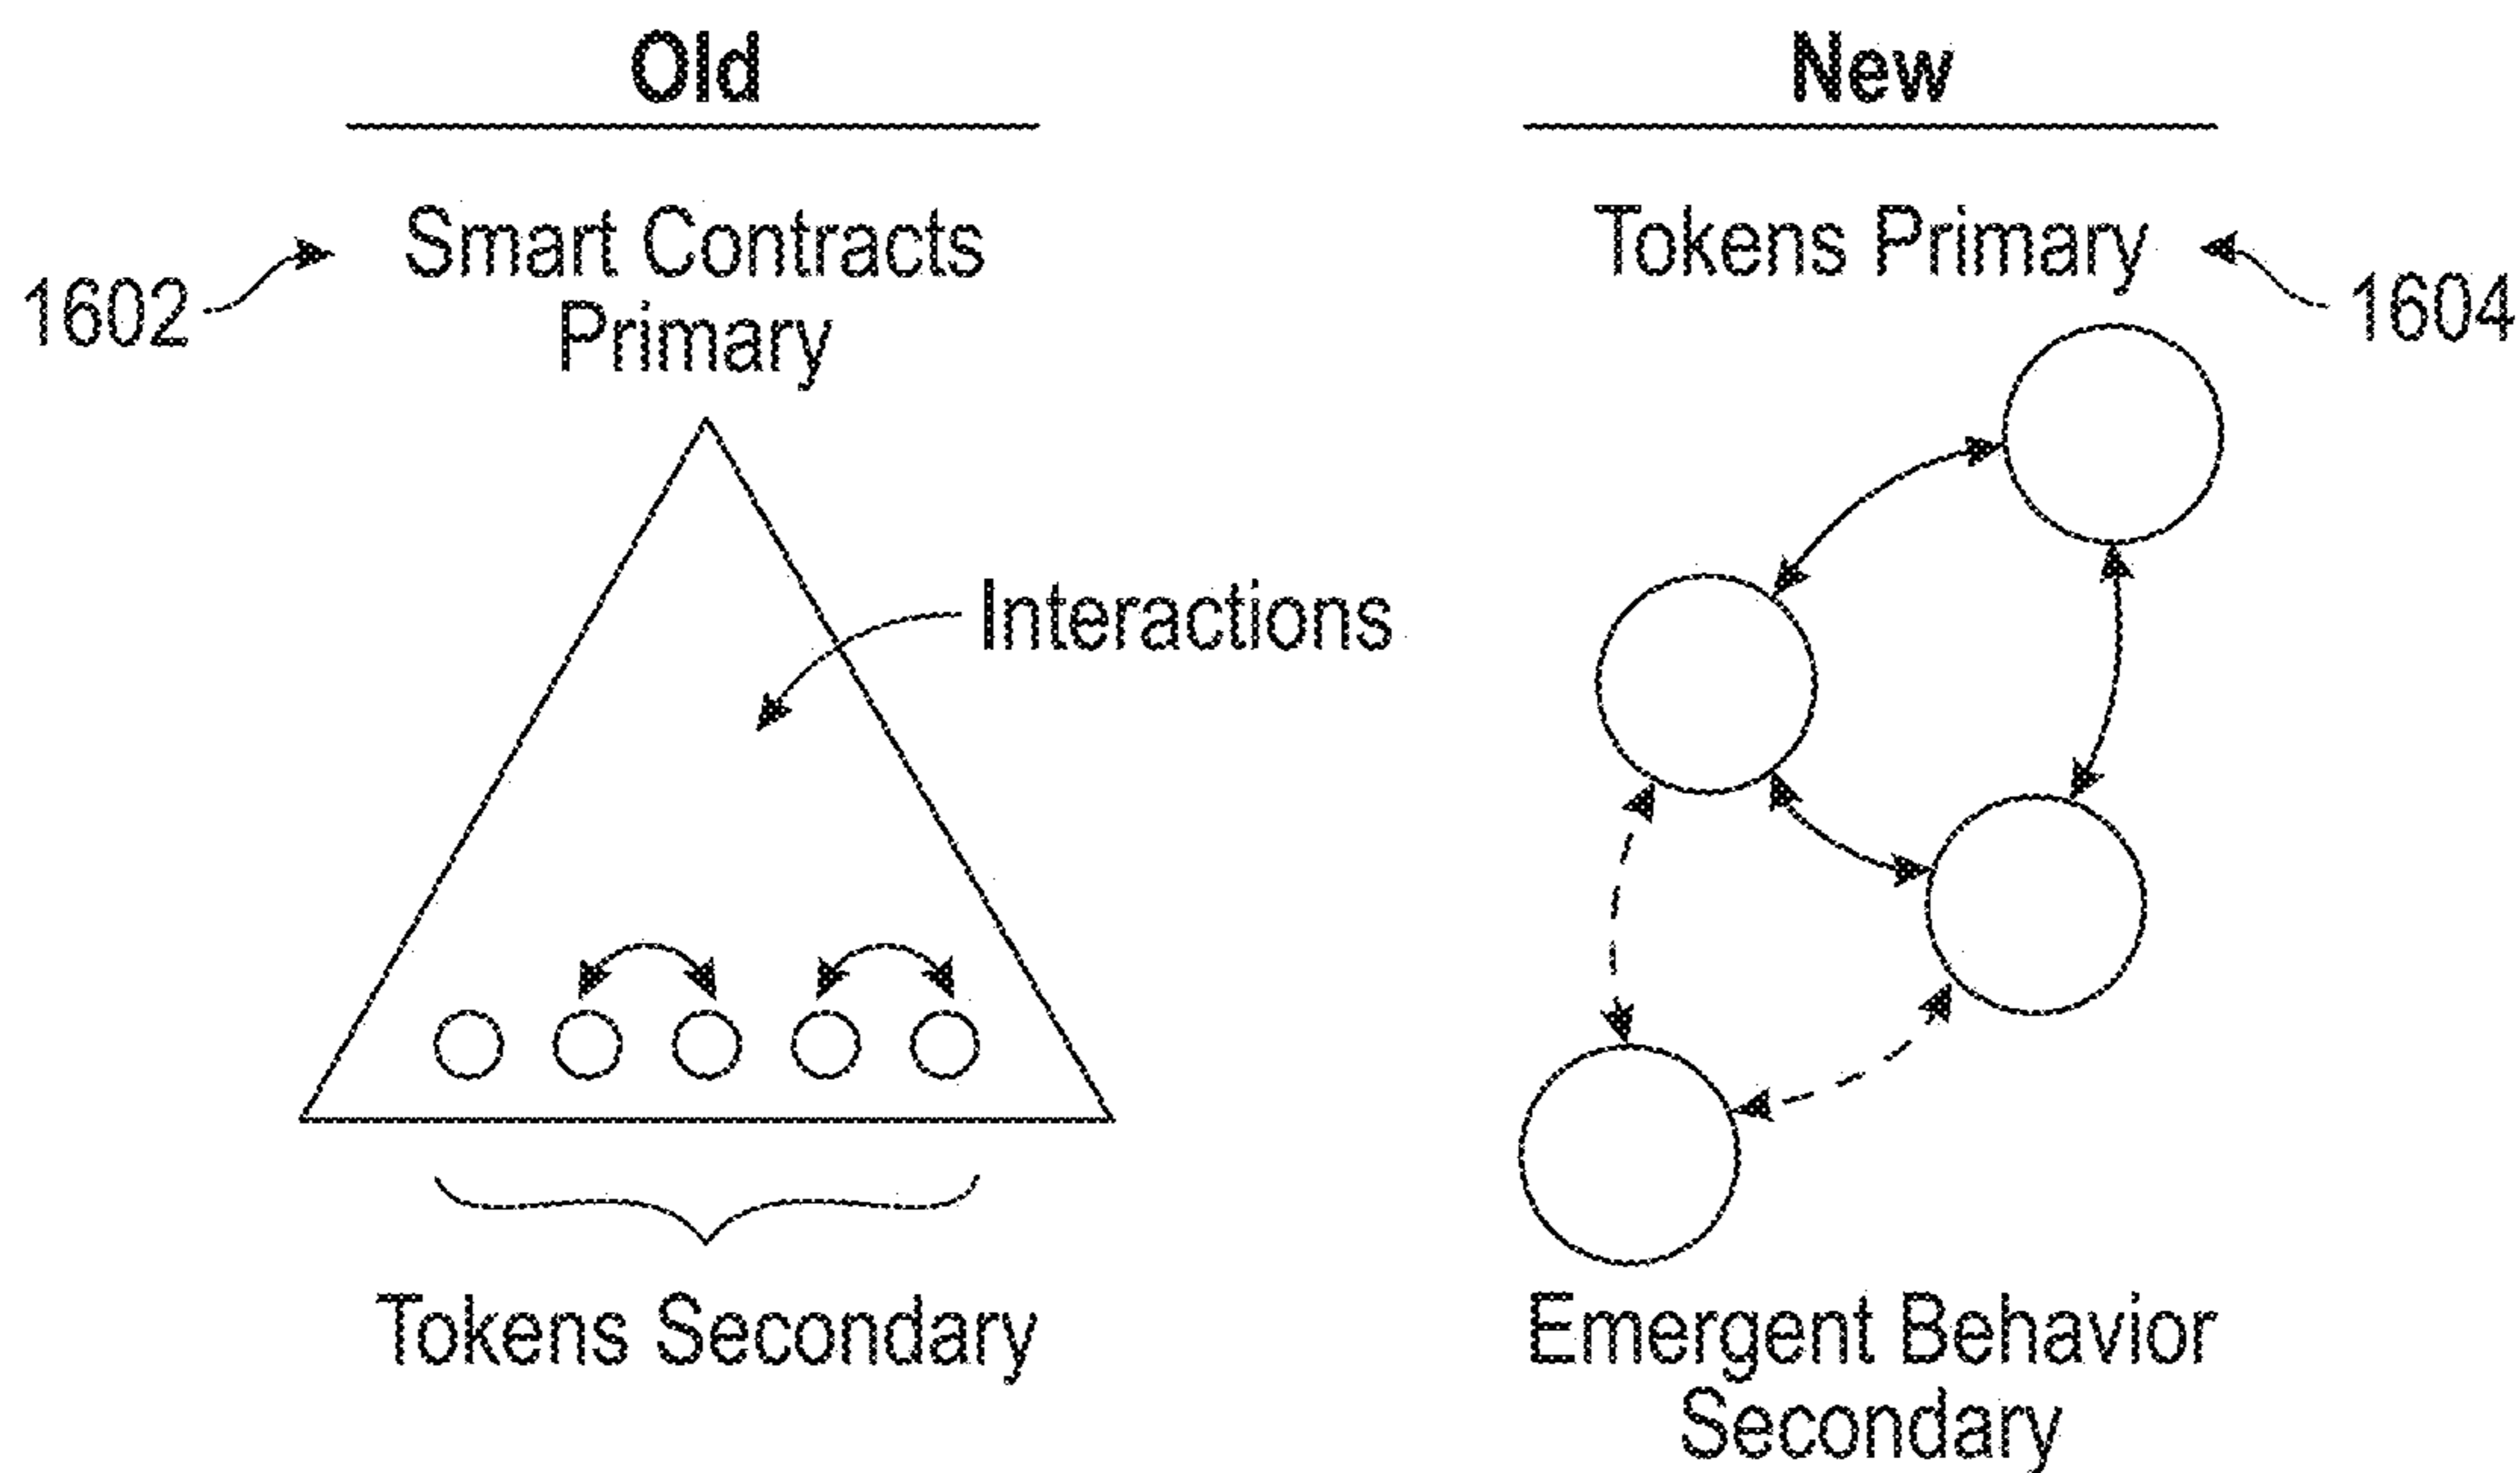 Old
1602
Smart Contracts
Primary
Interactions
Tokens Secondary
New
Tokens Primary
1604
Emergent Behavior
Secondary